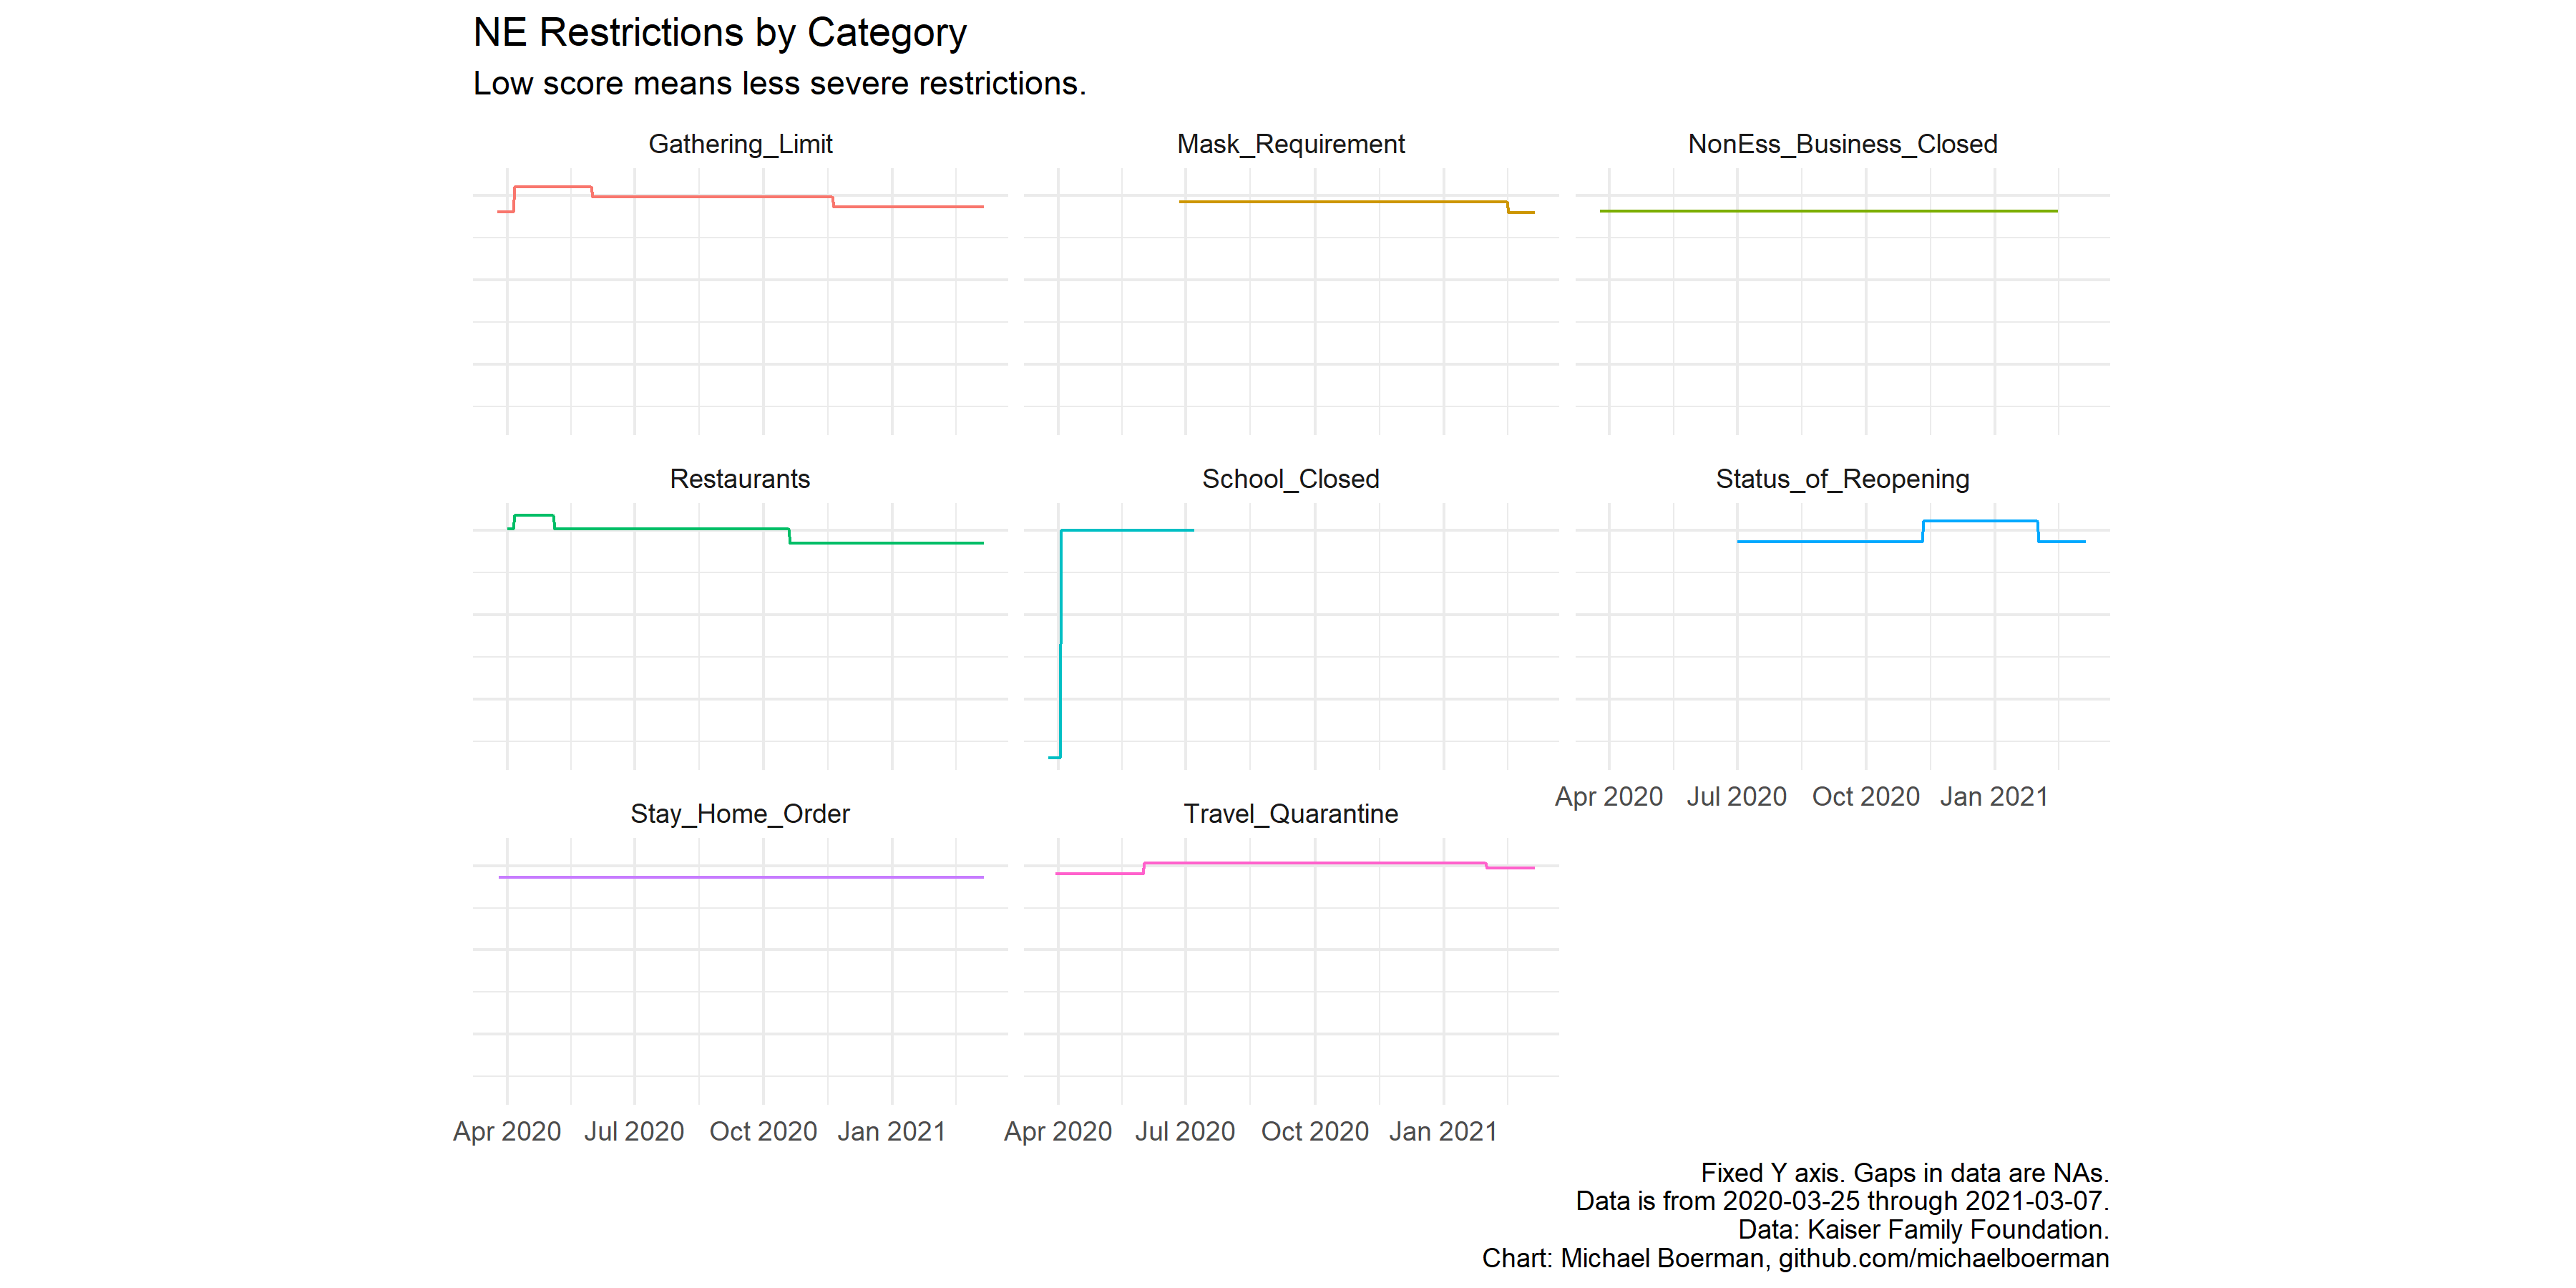 NE Restrictions by Category
Low score means less severe restrictions.
Gathering_Limit
Mask_Requirement
NonEss_Business_Closed
Restaurants
School_Closed
Status_of_Reopening
Apr 2020 Jul 2020 Oct 2020 Jan 2021
Stay_Home_Order
Travel_Quarantine
Apr 2020 Jul 2020 Oct 2020 Jan 2021
Apr 2020 Jul 2020 Oct 2020 Jan 2021
Fixed Y axis. Gaps in data are NAs.
Data is from 2020-03-25 through 2021-03-07.
Data: Kaiser Family Foundation.
Chart: Michael Boerman, github.com/michaelboerman